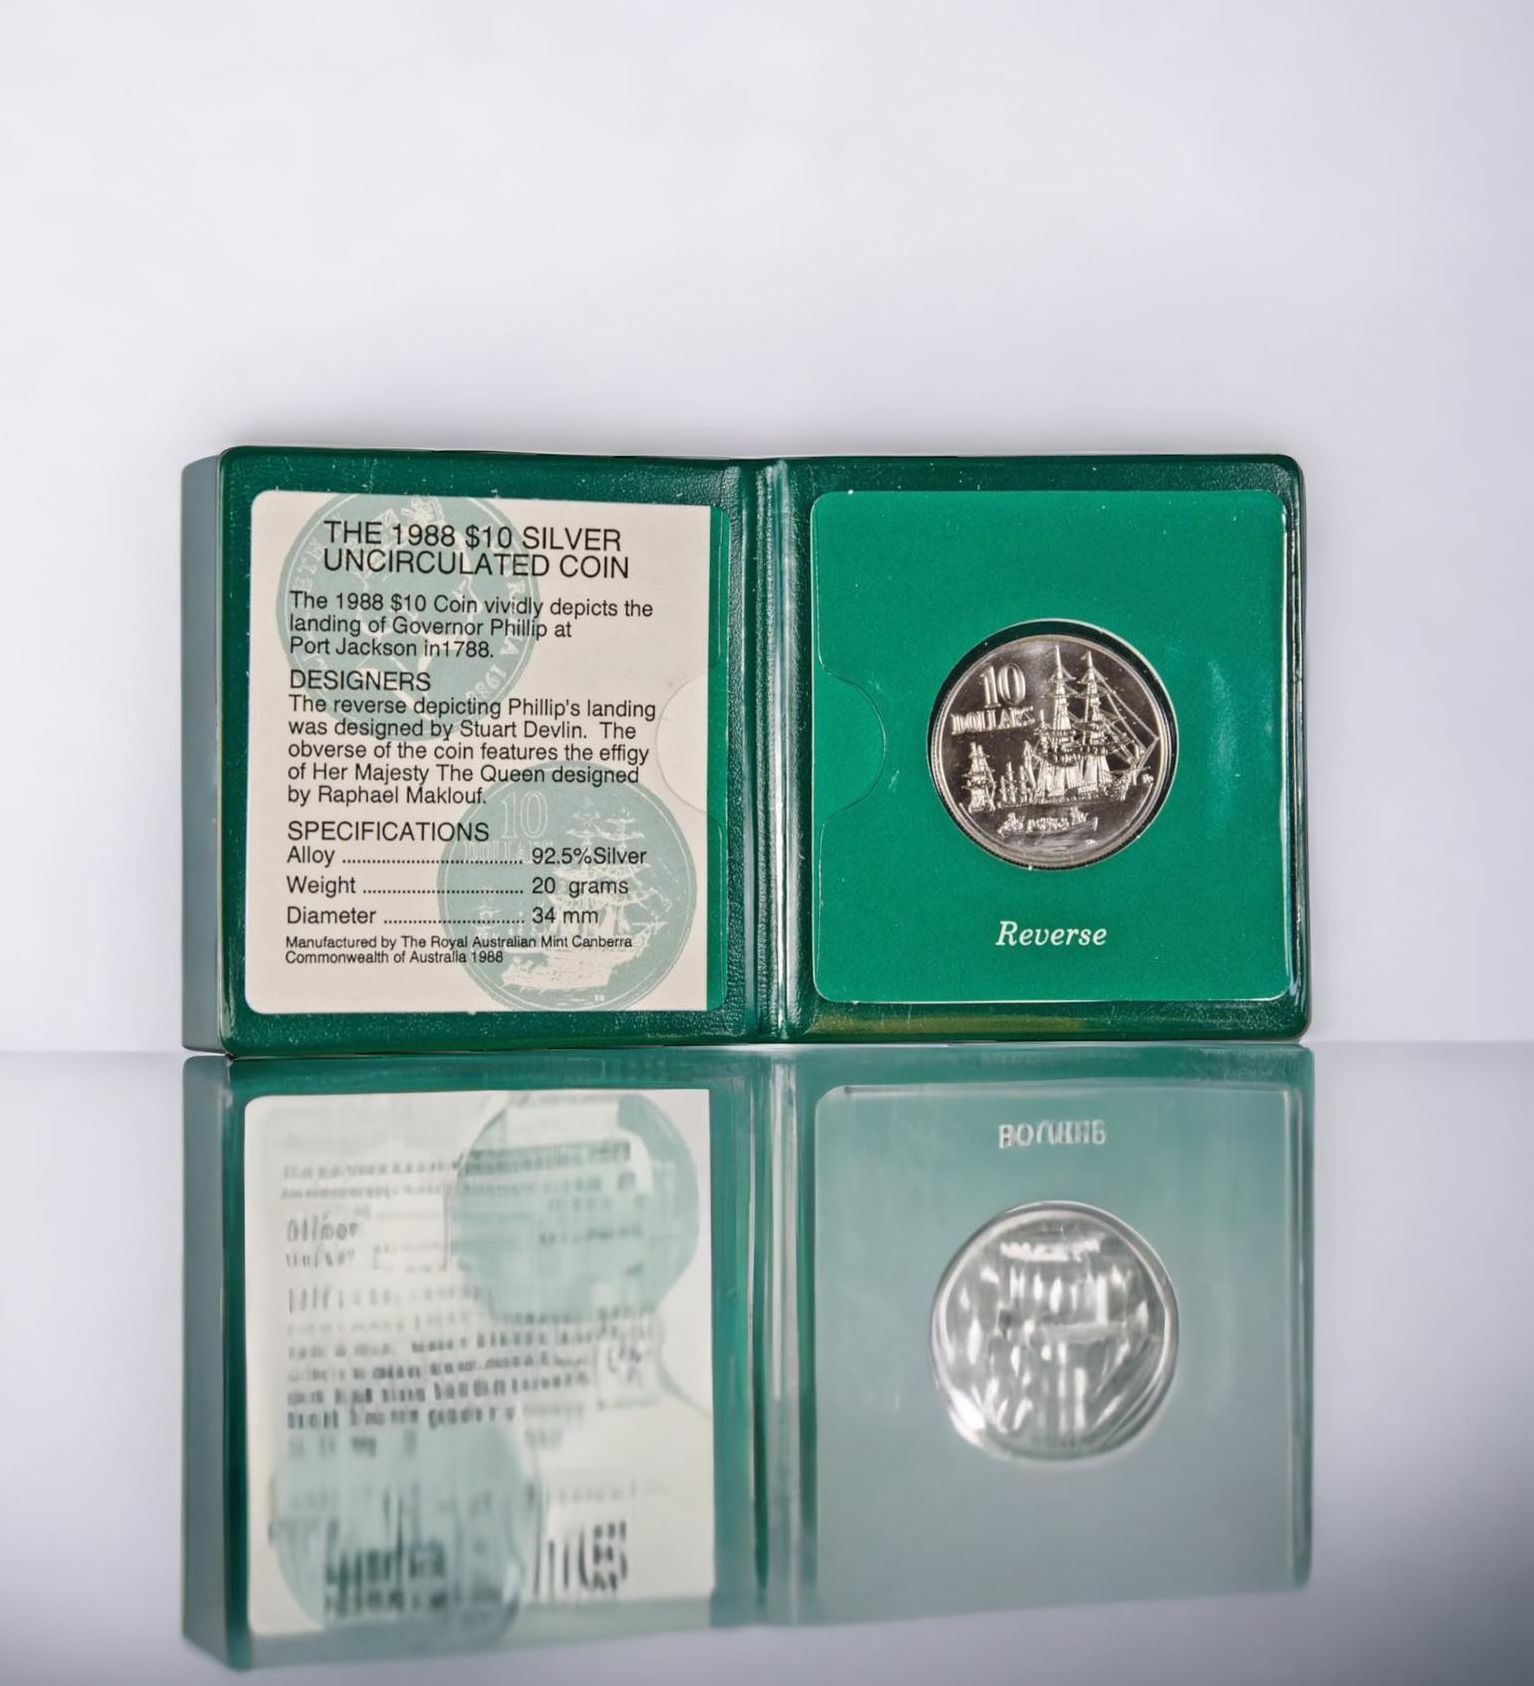 THE 1988 $10 SILVER
UNCIRCULATED COIN
The 1988 $10 Coin vividly depicts the
landing of Governor Phillip at
Port Jackson in1788.
DESIGNERS
The reverse depicting Phillip's landing
was designed by Stuart Devlin. The
obverse of the coin features the effigy
of Her Majesty The Queen designed
by Raphael Maklouf.
SPECIFICATIONS
Alloy .............................. 92.5%Silver
Weight ........................... 20 grams
Diameter ....................... 34 mm
Manufactured by The Royal Australian Mint Canberra
Commonwealth of Australia 1988
10
10
DOLLARS
Reverse